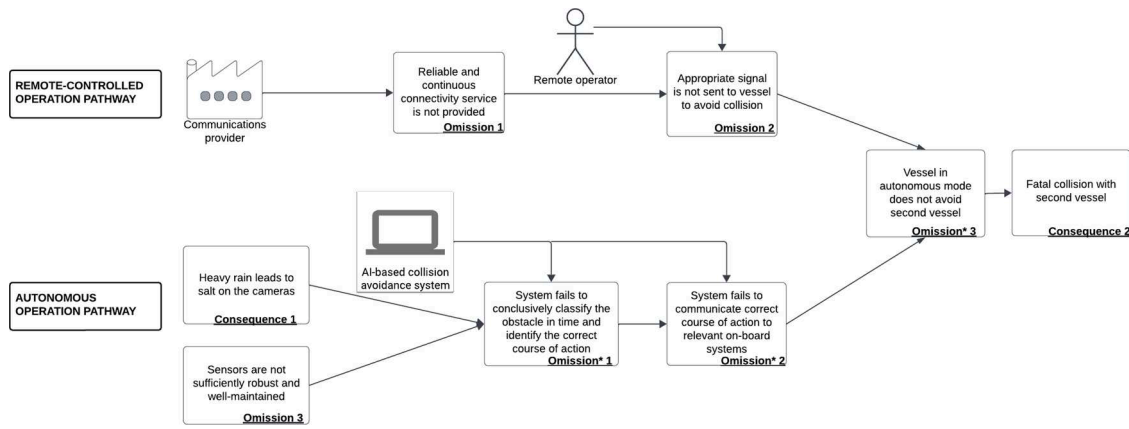 REMOTE-CONTROLLED
OPERATION PATHWAY
Communications
provider
Reliable and
continuous
connectivity service
is not provided
Omission 1
Remote operator
Appropriate signal
is not sent to vessel
to avoid collision
Omission 2
Vessel in
autonomous mode
does not avoid
second vessel
Omission* 3
Fatal collision with
second vessel
Consequence 2
AUTONOMOUS
OPERATION PATHWAY
Heavy rain leads to
salt on the cameras
Consequence 1
Sensors are not
sufficiently robust and
well-maintained
Omission 3
AI-based collision
avoidance system
System fails to
conclusively classify the
obstacle in time and
identify the correct
course of action
Omission* 1
System fails to
communicate correct
course of action to
relevant on-board
systems
Omission* 2